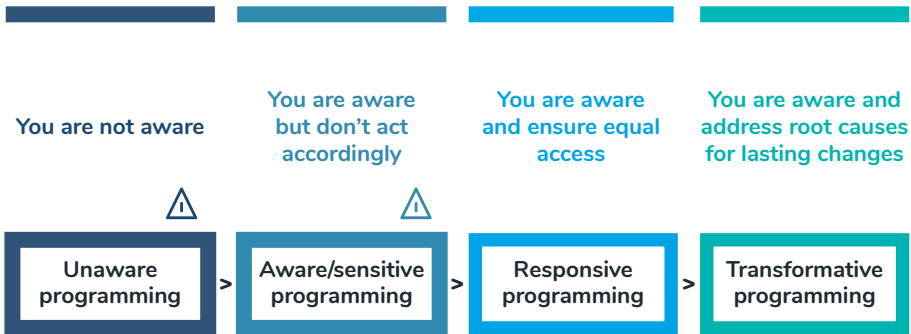 You are not aware
You are aware
but don’t act
accordingly
You are aware
and ensure equal
access
You are aware and
address root causes
for lasting changes
Unaware
programming
>
Aware/sensitive
programming
>
Responsive
programming
>
Transformative
programming